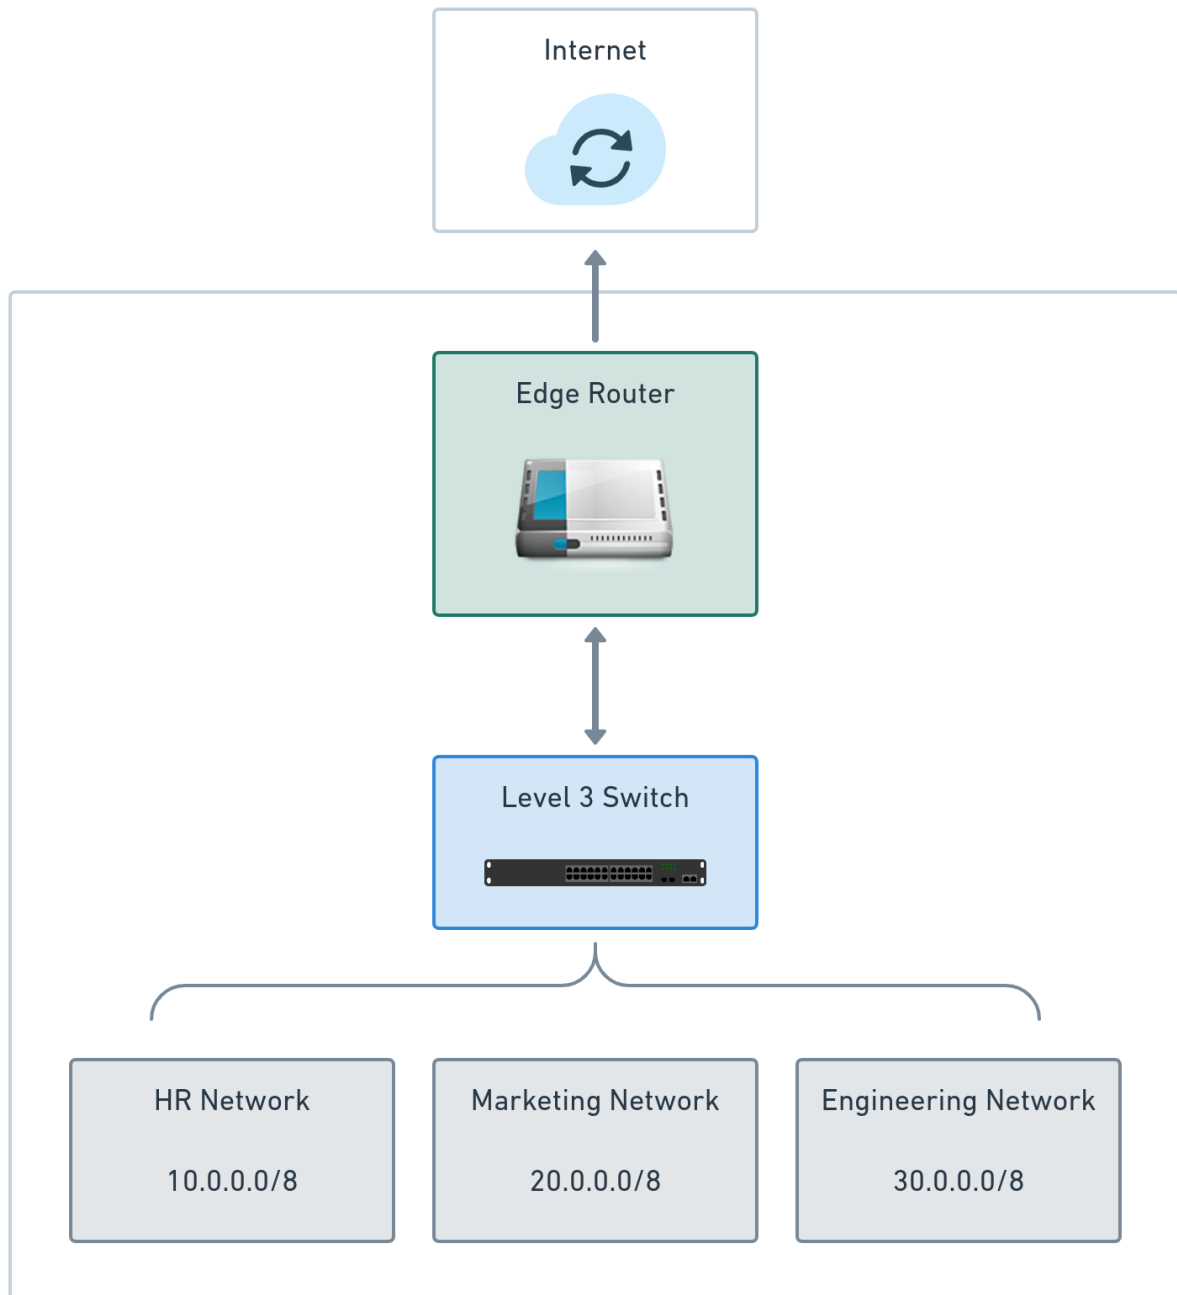 Internet
Edge Router
Level 3 Switch
HR Network
10.0.0.0/8
Marketing Network
20.0.0.0/8
Engineering Network
30.0.0.0/8